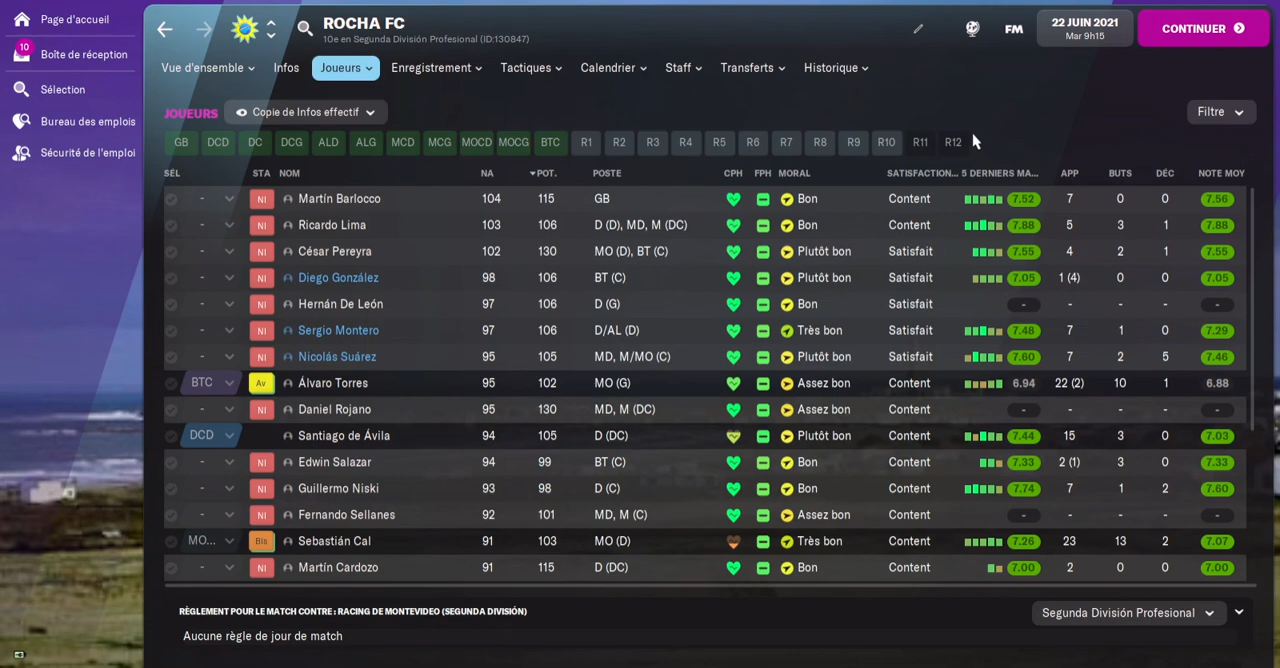 Page d'accueil
10
Boîte de réception
Sélection
Bureau des emplois
Sécurité de l'emploi
ROCHA FC
10e en Segunda División Profesional (ID:130847)
FM
22 JUIN 2021
Mar 9h15
CONTINUER
Vue d'ensemble Infos Joueurs Enregistrement Tactiques Calendrier Staff Transferts Historique
JOUEURS Copie de Infos effectif Filtre
GB DCD DC DCG ALD ALG MCD MCG MOCD MOCG BTC R1 R2 R3 R4 R5 R6 R7 R8 R9 R10 R11 R12
SÉL STA NOM NA POT. POSTE CPH FPH MORAL SATISFACTION... 5 DERNIERS MA... APP BUTS DÉC NOTE MOY
- NI Martín Barlocco 104 115 GB Bon Content 7.52 7 0 0 7.56
- NI Ricardo Lima 103 106 D (D), MD, M (DC) Bon Content 7.88 5 3 1 7.88
- NI César Pereyra 102 130 MO (D), BT (C) Plutôt bon Satisfait 7.55 4 2 1 7.55
- NI Diego González 98 106 BT (C) Plutôt bon Satisfait 7.05 1 (4) 0 0 7.05
- NI Hernán De León 97 106 D (G) Bon Satisfait - - - - -
- NI Sergio Montero 97 106 D/AL (D) Très bon Satisfait 7.48 7 1 0 7.29
- NI Nicolás Suárez 95 105 MD, M/MO (C) Plutôt bon Satisfait 7.60 7 2 5 7.46
BTC Av Álvaro Torres 95 102 MO (G) Assez bon Content 6.94 22 (2) 10 1 6.88
- NI Daniel Rojano 95 130 MD, M (DC) Assez bon Content - - - - -
DCD Santiago de Ávila 94 105 D (DC) Plutôt bon Content 7.44 15 3 0 7.03
- NI Edwin Salazar 94 99 BT (C) Bon Content 7.33 2 (1) 3 0 7.33
- NI Guillermo Niski 93 98 D (C) Bon Content 7.74 7 1 2 7.60
- NI Fernando Sellanes 92 101 MD, M (C) Assez bon Content - - - - -
MO... Bls Sebastián Cal 91 103 MO (D) Très bon Content 7.26 23 13 2 7.07
- NI Martín Cardozo 91 115 D (DC) Bon Content 7.00 2 0 0 7.00
RÈGLEMENT POUR LE MATCH CONTRE : RACING DE MONTEVIDEO (SEGUNDA DIVISIÓN) Segunda División Profesional
Aucune règle de jour de match